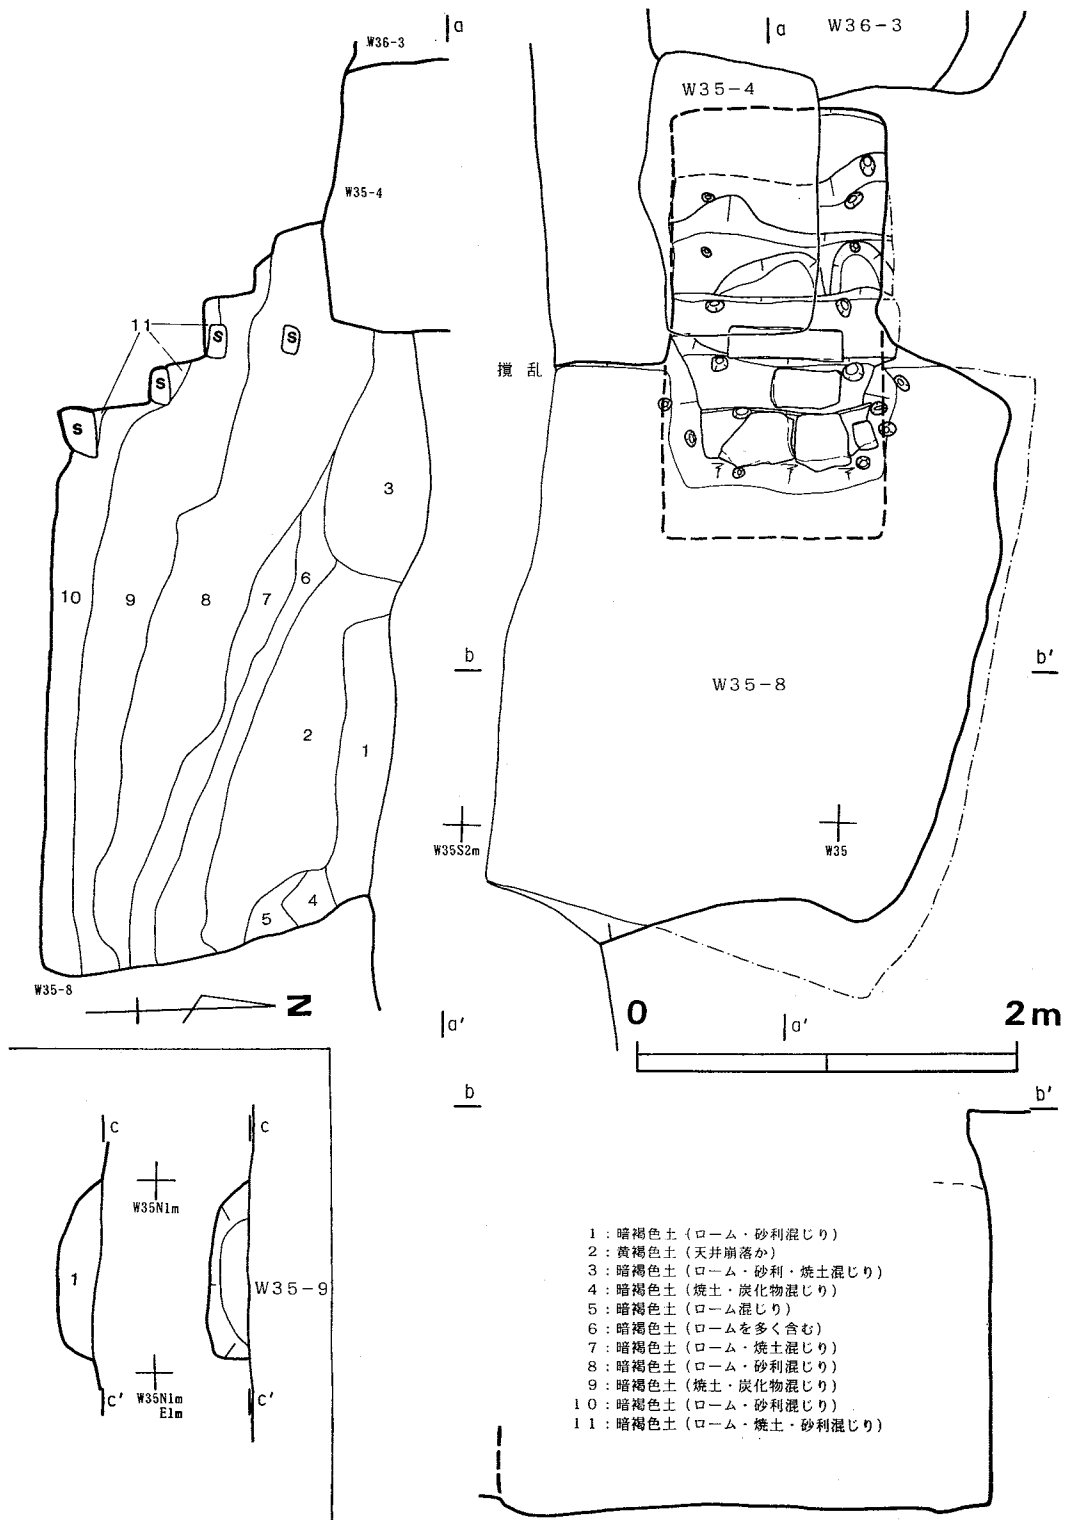 a
W36-3
a
W36-3
W35-4
W35-4
11
S
S
S
S
撹乱
3
6
10
9
8
7
2
1
b
b'
W35-8
W35S2m
W35
4
5
W35-8
N
a'
a'
0
2m
b
b'
c
c
W35N1m
1
W35-9
c'
W35N1m
E1m
c'
1:暗褐色土(ローム・砂利混じり)
2:黄褐色土(天井崩落か)
3:暗褐色土(ローム・砂利・焼土混じり)
4:暗褐色土(焼土・炭化物混じり)
5:暗褐色土(ローム混じり)
6:暗褐色土(ロームを多く含む)
7:暗褐色土(ローム・焼土混じり)
8:暗褐色土(ローム・砂利混じり)
9:暗褐色土(焼土・炭化物混じり)
10:暗褐色土(ローム・砂利混じり)
11:暗褐色土(ローム・焼土・砂利混じり)